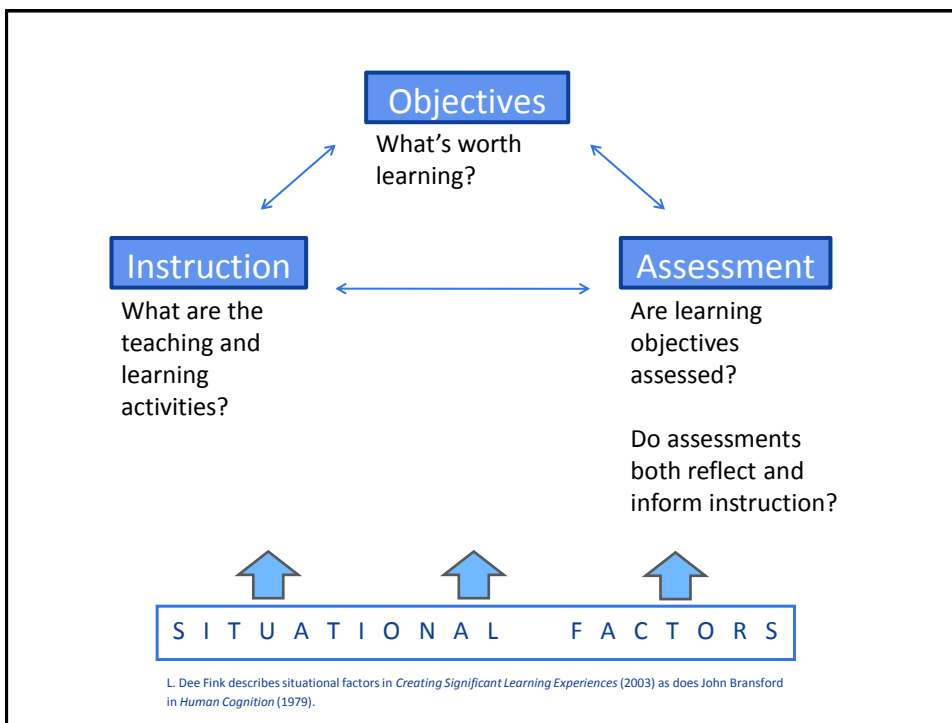 Objectives
What’s worth
learning?
Instruction
What are the
teaching and
learning
activities?
Assessment
Are learning
objectives
assessed?
Do assessments
both reflect and
inform instruction?
SITUATIONAL FACTORS
L. Dee Fink describes situational factors in Creating Significant Learning Experiences (2003) as does John Bransford
in Human Cognition (1979).